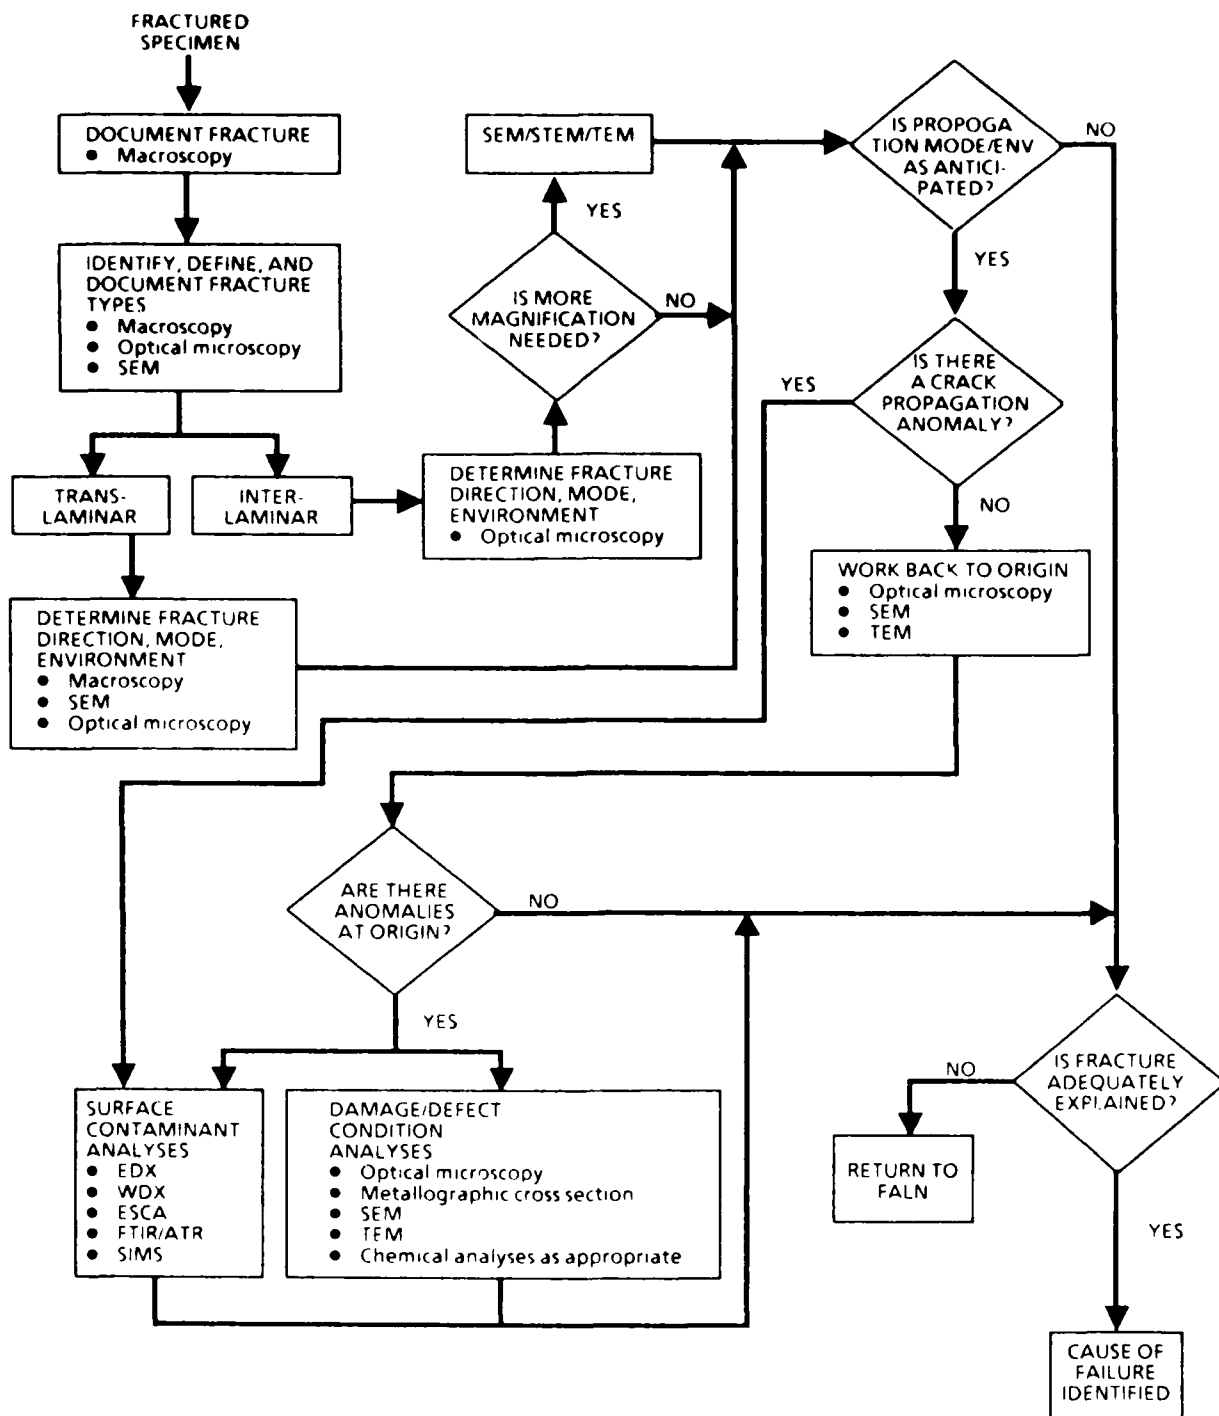 FRACTURED
SPECIMEN
DOCUMENT FRACTURE
● Macroscopy
IDENTIFY, DEFINE, AND
DOCUMENT FRACTURE
TYPES
● Macroscopy
● Optical microscopy
● SEM
TRANS-
LAMINAR
INTER-
LAMINAR
DETERMINE FRACTURE
DIRECTION, MODE,
ENVIRONMENT
● Macroscopy
● SEM
● Optical microscopy
DETERMINE FRACTURE
DIRECTION, MODE,
ENVIRONMENT
● Optical microscopy
IS MORE
MAGNIFICATION
NEEDED?
YES
NO
SEM/STEM/TEM
IS PROPOGA
TION MODE/ENV
AS ANTICI-
PATED?
NO
YES
IS THERE
A CRACK
PROPAGATION
ANOMALY?
YES
NO
WORK BACK TO ORIGIN
● Optical microscopy
● SEM
● TEM
ARE THERE
ANOMALIES
AT ORIGIN?
NO
YES
SURFACE
CONTAMINANT
ANALYSES
● EDX
● WDX
● ESCA
● FTIR/ATR
● SIMS
DAMAGE/DEFECT
CONDITION
ANALYSES
● Optical microscopy
● Metallographic cross section
● SEM
● TEM
● Chemical analyses as appropriate
IS FRACTURE
ADEQUATELY
EXPLAINED?
NO
RETURN TO
FALN
YES
CAUSE OF
FAILURE
IDENTIFIED